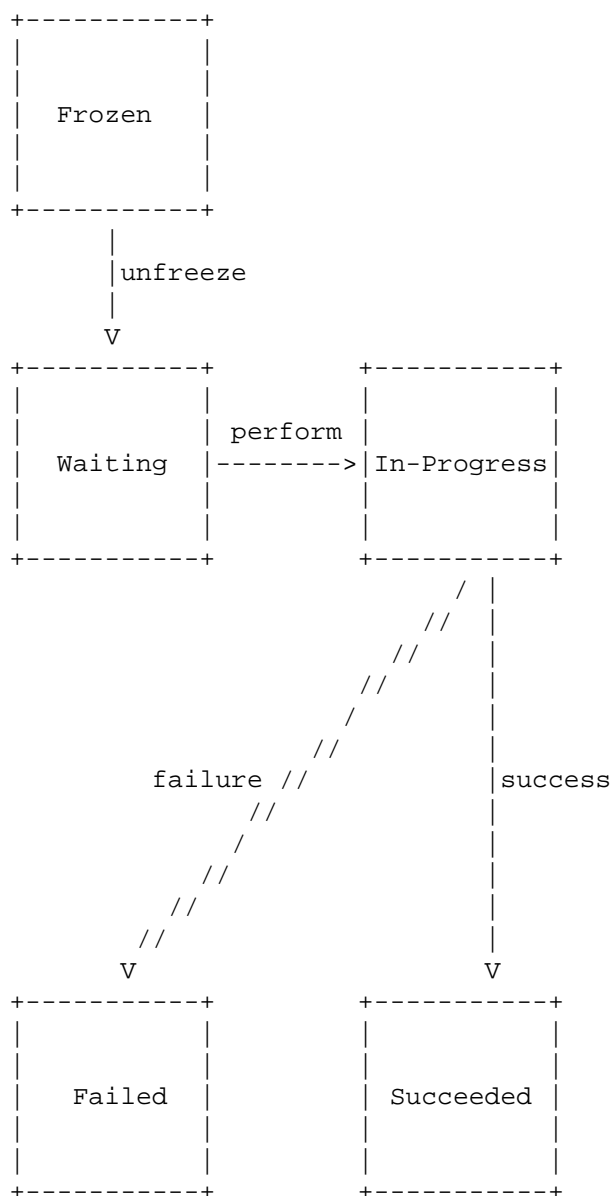 Frozen
unfreeze
perform
Waiting
In-Progress
failure
success
Failed
Succeeded